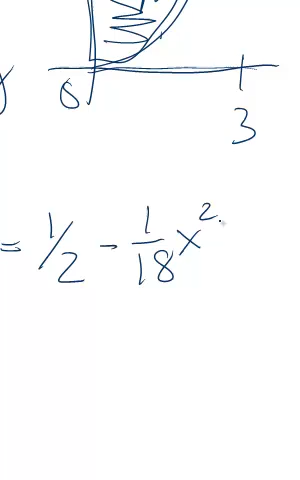 0
3
= 1/2 - 1/18 x².